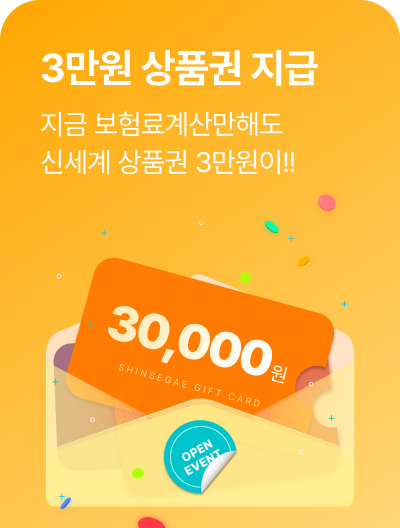 3만원 상품권 지급
지금 보험료계산만해도
신세계 상품권 3만원이!!
30,000원
SHINSEGAE GIFT CARD
OPEN
EVENT